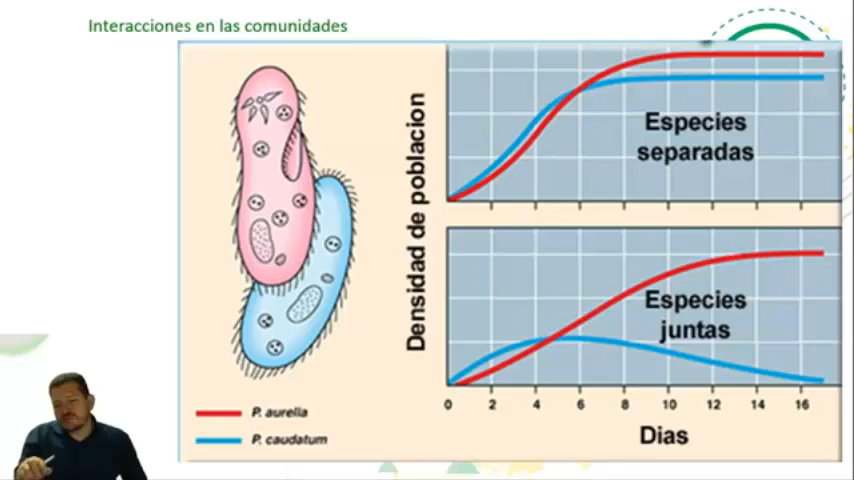 Interacciones en las comunidades
Densidad de poblacion
Especies
separadas
Especies
juntas
0 2 4 6 8 10 12 14 16
Dias
P. aurella
P. caudatum